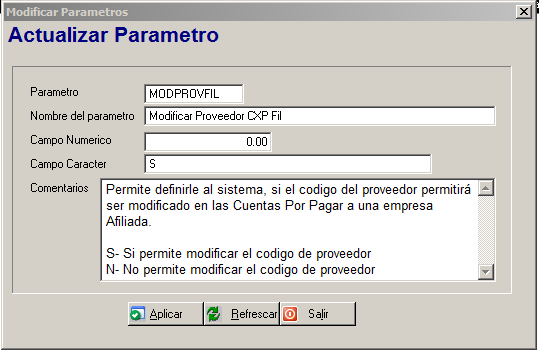 Modificar Parametros
Actualizar Parametro
Parametro MODPROVFIL
Nombre del parametro Modificar Proveedor CXP Fil
Campo Numerico 0.00
Campo Caracter S
Comentarios Permite definirle al sistema, si el codigo del proveedor permitirá
ser modificado en las Cuentas Por Pagar a una empresa
Afiliada.
S- Si permite modificar el codigo de proveedor
N- No permite modificar el codigo de proveedor
Aplicar Refrescar Salir